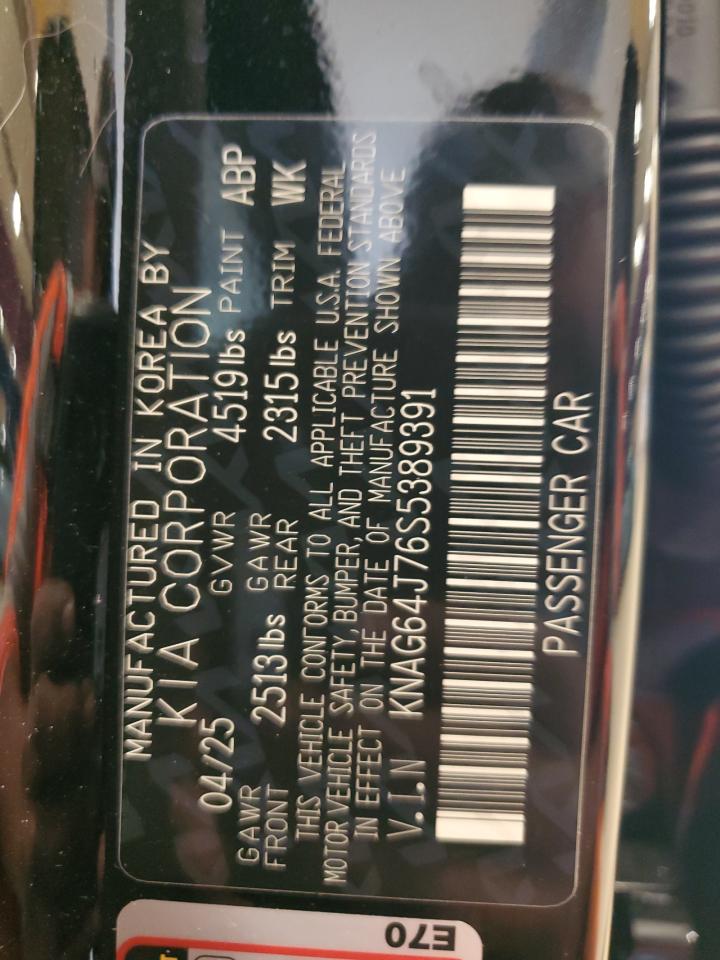 MANUFACTURED IN KOREA BY
KIA CORPORATION
04/25 GVWR 4519lbs PAINT ABP
GAWR FRONT 2513lbs GAWR REAR 2315lbs TRIM WK
THIS VEHICLE CONFORMS TO ALL APPLICABLE U.S.A. FEDERAL
MOTOR VEHICLE SAFETY, BUMPER, AND THEFT PREVENTION STANDARDS
IN EFFECT ON THE DATE OF MANUFACTURE SHOWN ABOVE
V.I.N KNAG64J76S5389391
PASSENGER CAR
E70